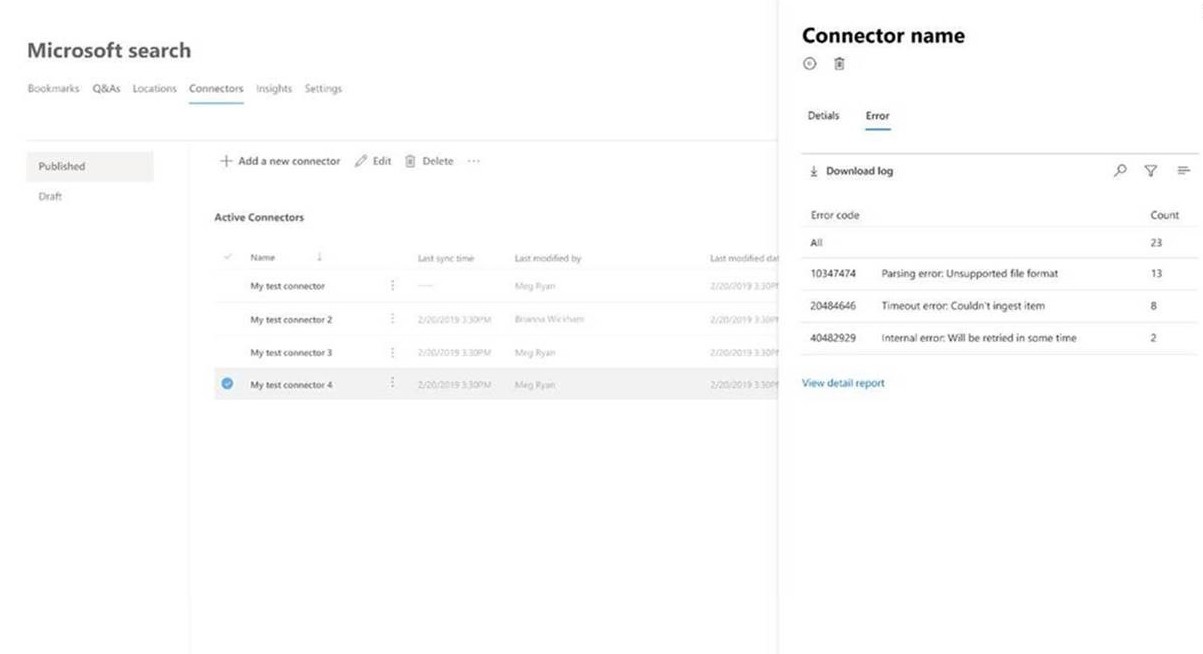 Microsoft search
Bookmarks Q&As Locations Connectors Insights Settings
Published
Draft
+ Add a new connector Edit Delete ...
Active Connectors
Name ↓ Last sync time Last modified by Last modified dat
My test connector ---- Meg Ryan 2/20/2019 3.30PM
My test connector 2 2/20/2019 3.30PM Brianna Wickham 2/20/2019 3.30PM
My test connector 3 2/20/2019 3.30PM Meg Ryan 2/20/2019 3.30PM
My test connector 4 2/20/2019 3.30PM Meg Ryan 2/20/2019 3.30PM
Connector name
Detials Error
Download log
Error code Count
All 23
10347474 Parsing error: Unsupported file format 13
20484646 Timeout error: Couldn't ingest item 8
40482929 Internal error: Will be retried in some time 2
View detail report